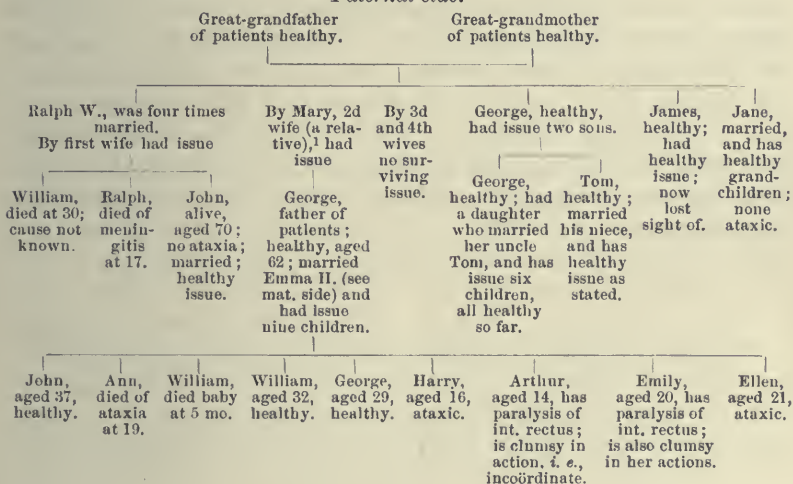 Great-grandfather
of patients healthy.
Great-grandmother
of patients healthy.
Ralph W., was four times
married.
By first wife had issue
By Mary, 2d
wife (a rela-
tive),¹ had
issue
By 3d
and 4th
wives
no sur-
viving
issue.
George, healthy,
had issue two sons.
James,
healthy;
had
healthy
issue;
now
lost
sight of.
Jane,
married,
and has
healthy
grand-
children;
none
ataxic.
William,
died at 30;
cause not
known.
Ralph,
died of
menin-
gitis
at 17.
John,
alive,
aged 70;
no ataxia;
married;
healthy
issue.
George,
father of
patients;
healthy, aged
62; married
Emma H. (see
mat. side) and
had issue
nine children.
George,
healthy; had
a daughter
who married
her uncle
Tom, and has
issue six
children,
all healthy
so far.
Tom,
healthy;
married
his niece,
and has
healthy
issue as
stated.
John,
aged 37,
healthy.
Ann,
died of
ataxia
at 19.
William,
died baby
at 5 mo.
William,
aged 32,
healthy.
George,
aged 29,
healthy.
Harry,
aged 16,
ataxic.
Arthur,
aged 14, has
paralysis of
int. rectus;
is clumsy in
action, i. e.,
incoördinate.
Emily,
aged 20, has
paralysis of
int. rectus;
is also clumsy
in her actions.
Ellen,
aged 21,
ataxic.